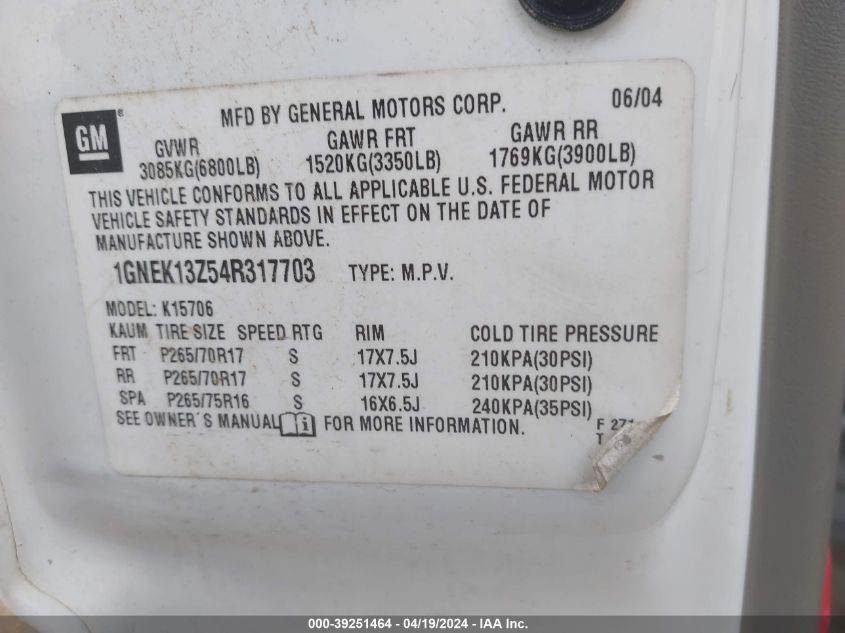 MFD BY GENERAL MOTORS CORP. 06/04
GM
GVWR GAWR FRT GAWR RR
3085KG(6800LB) 1520KG(3350LB) 1769KG(3900LB)
THIS VEHICLE CONFORMS TO ALL APPLICABLE U.S. FEDERAL MOTOR
VEHICLE SAFETY STANDARDS IN EFFECT ON THE DATE OF
MANUFACTURE SHOWN ABOVE.
1GNEK13Z54R317703 TYPE: M.P.V.
MODEL: K15706
KAUM TIRE SIZE SPEED RTG RIM COLD TIRE PRESSURE
FRT P265/70R17 S 17X7.5J 210KPA(30PSI)
RR P265/70R17 S 17X7.5J 210KPA(30PSI)
SPA P265/75R16 S 16X6.5J 240KPA(35PSI)
SEE OWNER'S MANUAL i FOR MORE INFORMATION.
F
T
000-39251464 - 04/19/2024 - IAA Inc.